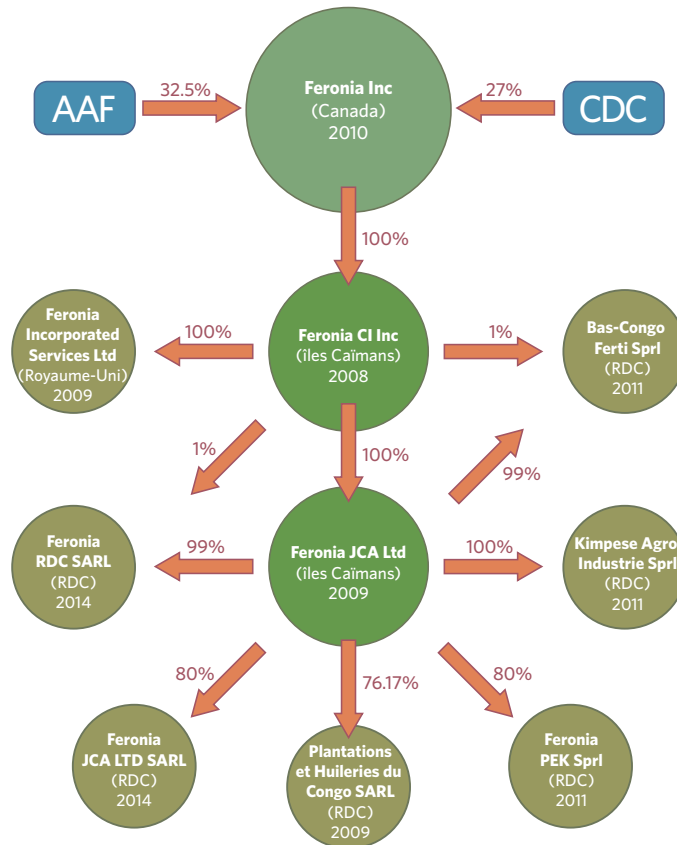 AAF
32.5%
Feronia Inc
(Canada)
2010
27%
CDC
100%
Feronia
Incorporated
Services Ltd
(Royaume-Uni)
2009
100%
Feronia CI Inc
(îles Caïmans)
2008
1%
Bas-Congo
Ferti Sprl
(RDC)
2011
1%
100%
99%
Feronia
RDC SARL
(RDC)
2014
99%
Feronia JCA Ltd
(îles Caïmans)
2009
100%
Kimpese Agro
Industrie Sprl
(RDC)
2011
80%
76.17%
80%
Feronia
JCA LTD SARL
(RDC)
2014
Plantations
et Huileries du
Congo SARL
(RDC)
2009
Feronia
PEK Sprl
(RDC)
2011